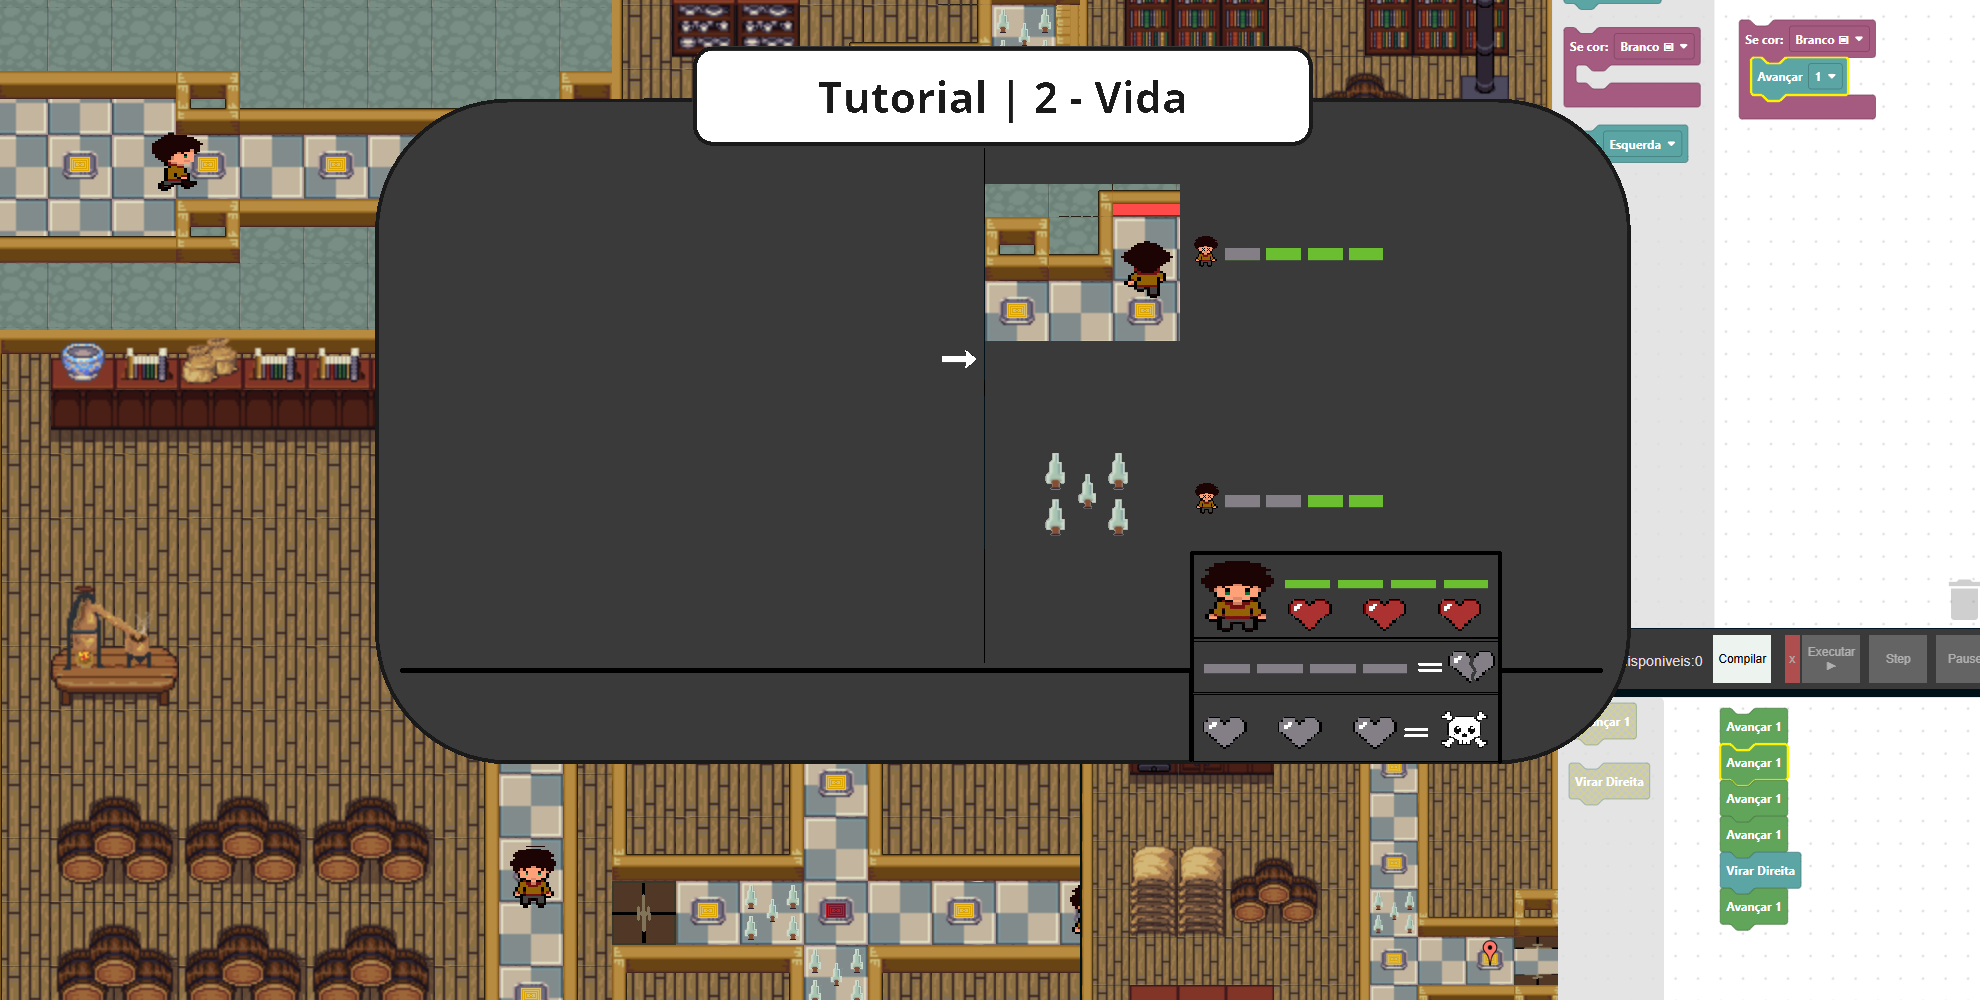 Tutorial | 2 - Vida
Se cor: Branco
Esquerda
Se cor: Branco
Avançar 1
isponiveis:0
Compilar
x
Executar
Step
Pause
Virar Direita
Avançar 1
Avançar 1
Avançar 1
Avançar 1
Virar Direita
Avançar 1